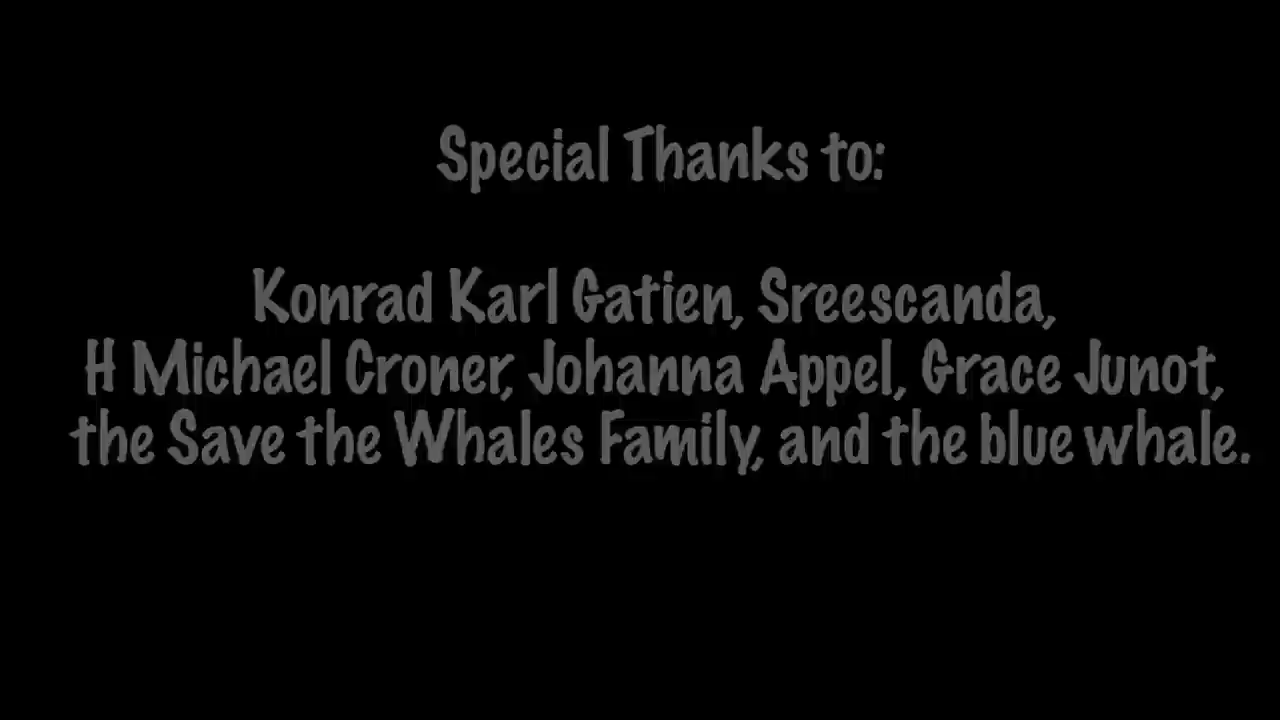 Special Thanks to:
Konrad Karl Gatien, Sreescanda,
H Michael Croner, Johanna Appel, Grace Junot,
the Save the Whales Family, and the blue whale.